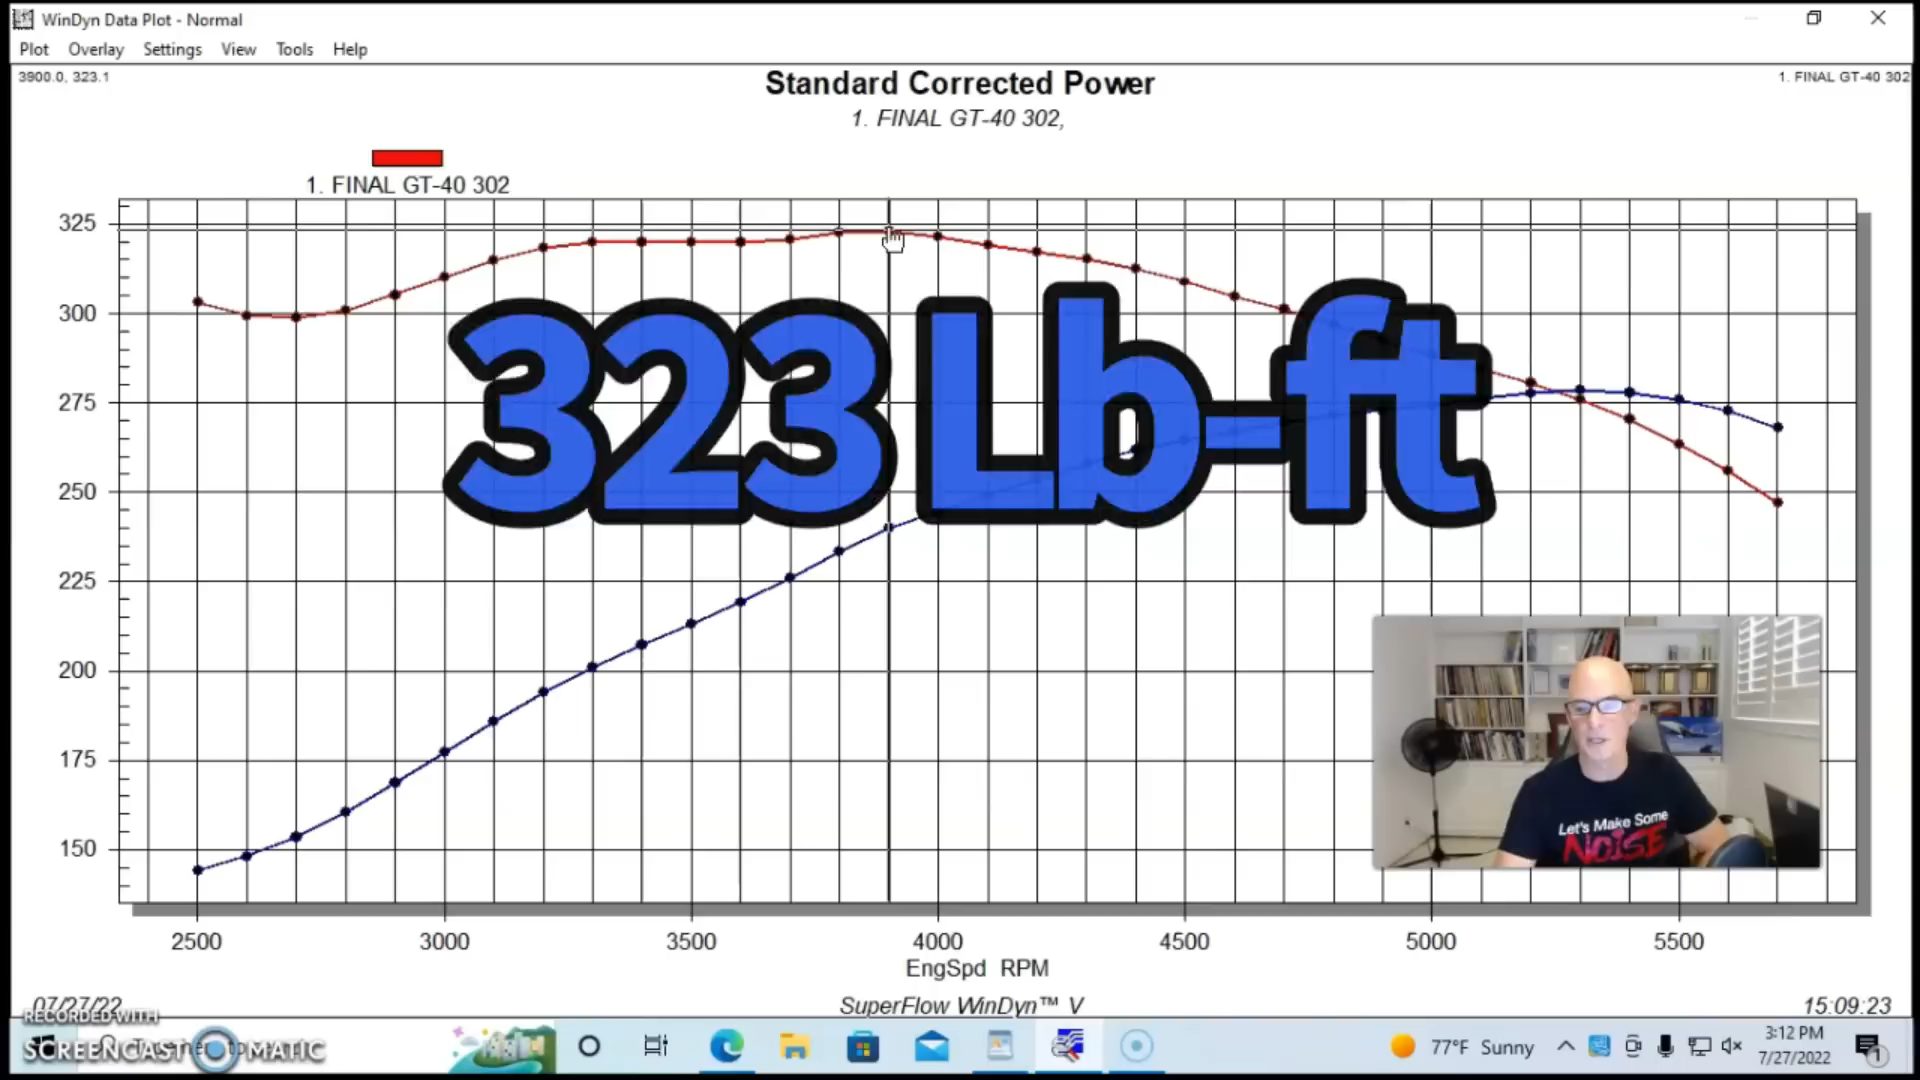 WinDyn Data Plot - Normal
Plot Overlay Settings View Tools Help
3900.0, 323.1
1. FINAL GT-40 302
Standard Corrected Power
1. FINAL GT-40 302,
1. FINAL GT-40 302
325
300
275
250
225
200
175
150
323 Lb-ft
Let's Make Some
NOISE
2500 3000 3500 4000 4500 5000 5500
EngSpd RPM
07/27/22
SuperFlow WinDyn™ V
15:09:23
RECORDED WITH
SCREENCAST MATIC
77°F Sunny
3:12 PM
7/27/2022
1